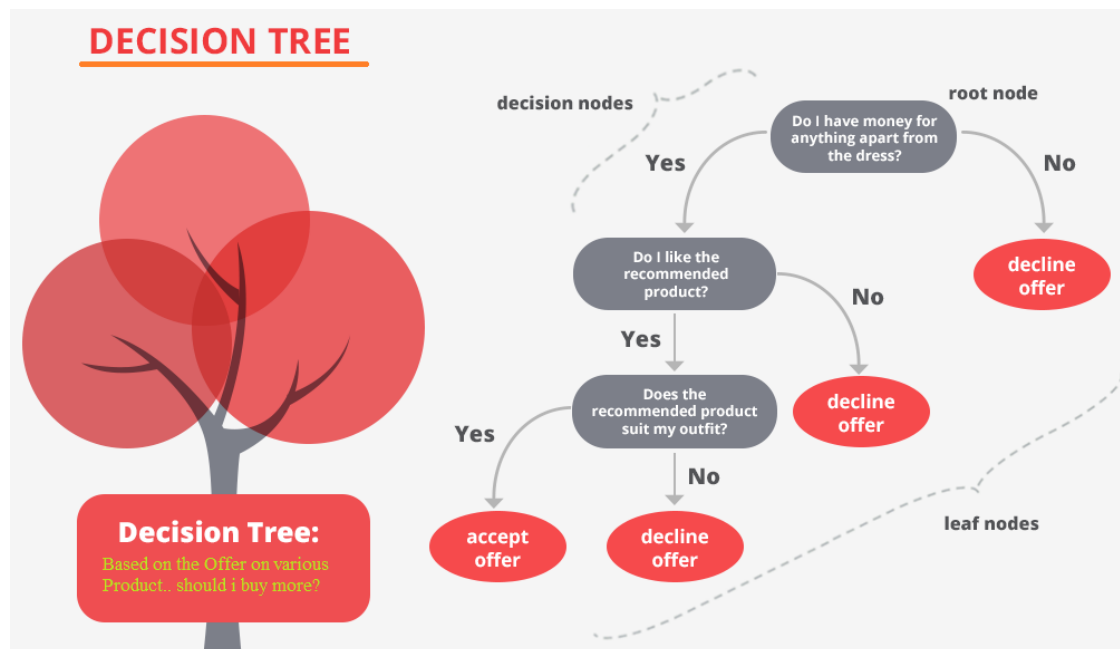 DECISION TREE
decision nodes
root node
Do I have money for
anything apart from
the dress?
Yes
No
Do I like the
recommended
product?
decline
offer
No
Yes
Does the
recommended product
suit my outfit?
decline
offer
Yes
No
accept
offer
decline
offer
leaf nodes
Decision Tree:
Based on the Offer on various
Product.. should i buy more?